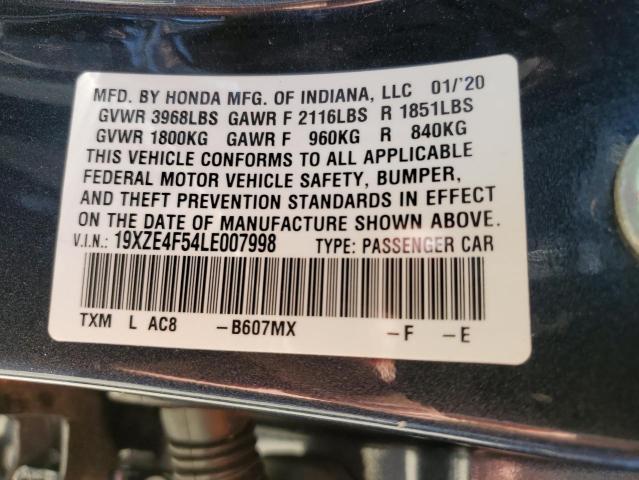 MFD. BY HONDA MFG. OF INDIANA, LLC 01/'20
GVWR 3968LBS GAWR F 2116LBS R 1851LBS
GVWR 1800KG GAWR F 960KG R 840KG
THIS VEHICLE CONFORMS TO ALL APPLICABLE
FEDERAL MOTOR VEHICLE SAFETY, BUMPER,
AND THEFT PREVENTION STANDARDS IN EFFECT
ON THE DATE OF MANUFACTURE SHOWN ABOVE.
V.I.N.: 19XZE4F54LE007998 TYPE: PASSENGER CAR
TXM L AC8 -B607MX -F -E